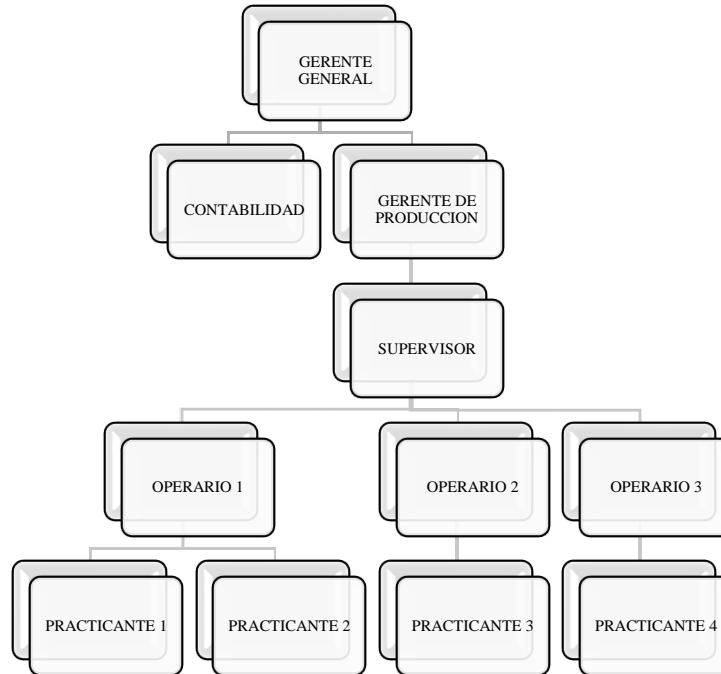 GERENTE
GENERAL
CONTABILIDAD
GERENTE DE
PRODUCCION
SUPERVISOR
OPERARIO 1
OPERARIO 2
OPERARIO 3
PRACTICANTE 1
PRACTICANTE 2
PRACTICANTE 3
PRACTICANTE 4